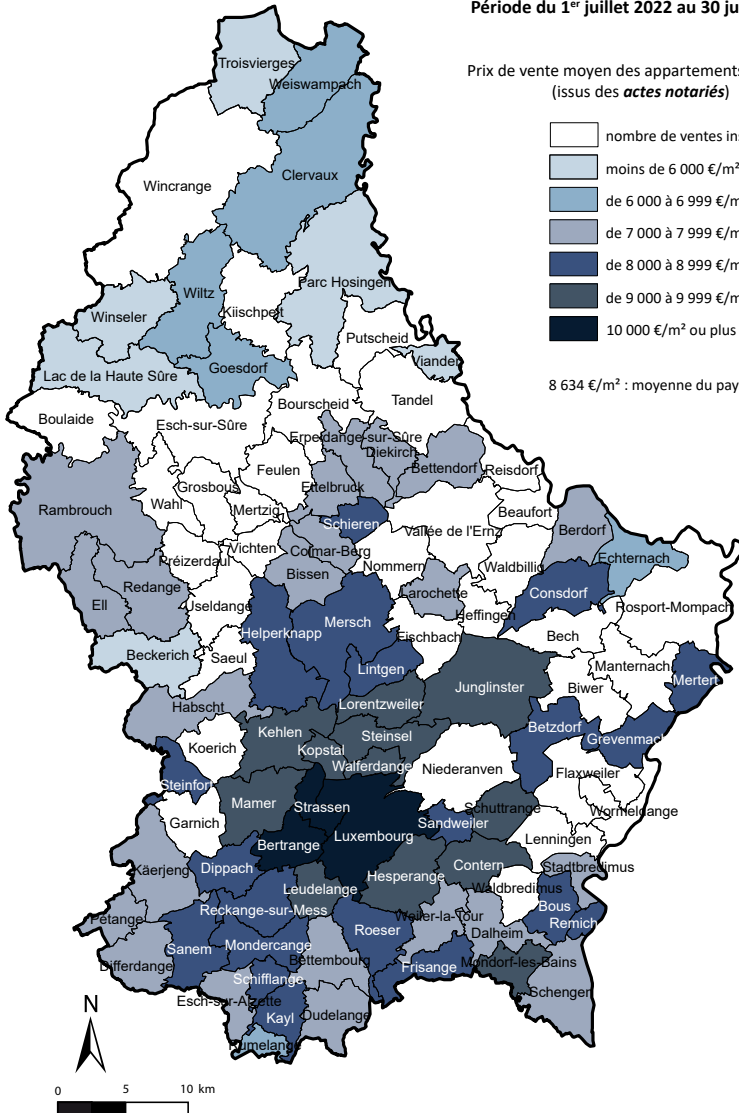 Période du 1er juillet 2022 au 30 ju
Prix de vente moyen des appartements
(issus des actes notariés)
nombre de ventes ins
moins de 6 000 €/m²
de 6 000 à 6 999 €/m
de 7 000 à 7 999 €/m
de 8 000 à 8 999 €/m
de 9 000 à 9 999 €/m
10 000 €/m² ou plus
8 634 €/m² : moyenne du pay
Troisvierges
Weiswampach
Clervaux
Wincrange
Parc Hosingen
Wiltz
Kiischpelt
Winseler
Putscheid
Vianden
Goesdorf
Lac de la Haute Sûre
Tandel
Bourscheid
Boulaide
Esch-sur-Sûre
Erpeldange-sur-Sûre
Diekirch
Bettendorf
Reisdorf
Feulen
Ettelbruck
Grosbous
Wahl
Mertzig
Rambrouch
Beaufort
Schieren
Vallée de l'Ernz
Berdorf
Echternach
Vichten
Colmar-Berg
Préizerdaul
Nommern
Waldbillig
Bissen
Redange
Ell
Larochette
Consdorf
Useldange
Heffingen
Rosport-Mompach
Mersch
Helperknapp
Fischbach
Bech
Beckerich
Saeul
Lintgen
Manternach
Mertert
Junglinster
Biwer
Habscht
Lorentzweiler
Kehlen
Steinsel
Betzdorf
Grevenmac
Koerich
Kopstal
Walferdange
Niederanven
Flaxweiler
Steinfort
Mamer
Strassen
Schuttrange
Wormeldange
Garnich
Luxembourg
Sandweiler
Bertrange
Lenningen
Käerjeng
Dippach
Hesperange
Contern
Stadtbredimus
Leudelange
Waldbredimus
Reckange-sur-Mess
Bous
Pétange
Weiler-la-Tour
Remich
Roeser
Dalheim
Sanem
Mondercange
Bettembourg
Differdange
Frisange
Mondorf-les-Bains
Schifflange
Esch-sur-Alzette
Schengen
Kayl
Dudelange
Rumelange
N
0 5 10 km